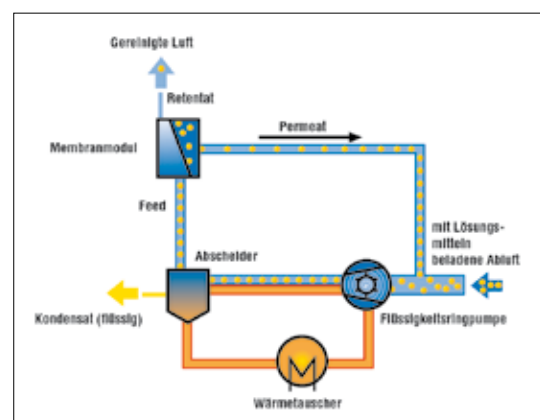 Gereinigte Luft
Retentat
Permeat
Membranmodul
Feed
mit Lösungs-
mitteln
beladene Abluft
Abscheider
Kondensat (flüssig)
Flüssigkeitsringpumpe
Wärmetauscher